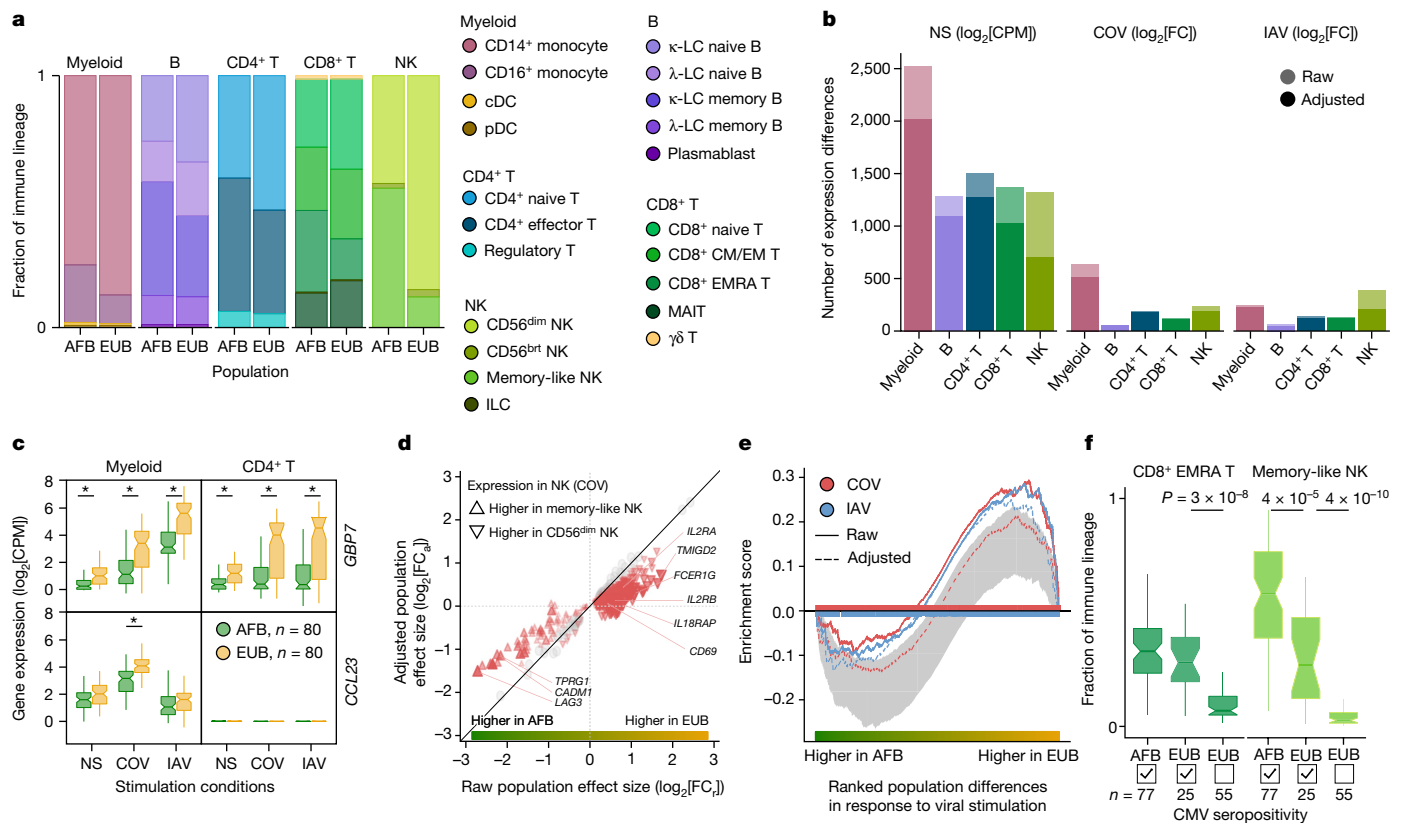 a
Myeloid B CD4⁺ T CD8⁺ T NK
Fraction of immune lineage
1
0
AFB EUB AFB EUB AFB EUB AFB EUB AFB EUB
Population
Myeloid
CD14⁺ monocyte
CD16⁺ monocyte
cDC
pDC
CD4⁺ T
CD4⁺ naive T
CD4⁺ effector T
Regulatory T
NK
CD56ᵈⁱᵐ NK
CD56ᵇʳᵗ NK
Memory-like NK
ILC
B
κ-LC naive B
λ-LC naive B
κ-LC memory B
λ-LC memory B
Plasmablast
CD8⁺ T
CD8⁺ naive T
CD8⁺ CM/EM T
CD8⁺ EMRA T
MAIT
γδ T
b
NS (log₂[CPM]) COV (log₂[FC]) IAV (log₂[FC])
Number of expression differences
2,500
2,000
1,500
1,000
500
0
Raw
Adjusted
Myeloid B CD4⁺ T CD8⁺ T NK Myeloid B CD4⁺ T CD8⁺ T NK Myeloid B CD4⁺ T CD8⁺ T NK
c
Myeloid CD4⁺ T
Gene expression (log₂[CPM])
8
6
4
2
0
* * * * * *
GBP7
8
6
4
2
0
*
AFB, n = 80
EUB, n = 80
CCL23
NS COV IAV NS COV IAV
Stimulation conditions
d
Adjusted population
effect size (log₂[FCₐ])
3
2
1
0
−1
−2
−3
Expression in NK (COV)
Higher in memory-like NK
Higher in CD56ᵈⁱᵐ NK
IL2RA
TMIGD2
FCER1G
IL2RB
IL18RAP
CD69
TPRG1
CADM1
LAG3
Higher in AFB Higher in EUB
−3 −2 −1 0 1 2 3
Raw population effect size (log₂[FCᵣ])
e
Enrichment score
0.3
0.2
0.1
0.0
−0.1
−0.2
COV
IAV
Raw
Adjusted
Higher in AFB Higher in EUB
Ranked population differences
in response to viral stimulation
f
CD8⁺ EMRA T Memory-like NK
P = 3 × 10⁻⁸ 4 × 10⁻⁵ 4 × 10⁻¹⁰
Fraction of immune lineage
1
0
AFB EUB EUB AFB EUB EUB
n = 77 25 55 77 25 55
CMV seropositivity